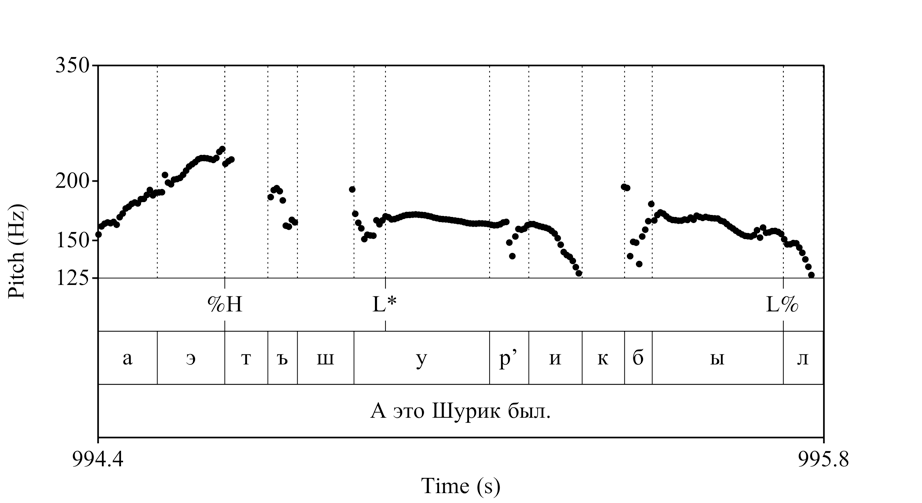 350
200
150
125
Pitch (Hz)
%H L* L%
а э т ъ ш у р’ и к б ы л
А это Шурик был.
994.4 995.8
Time (s)